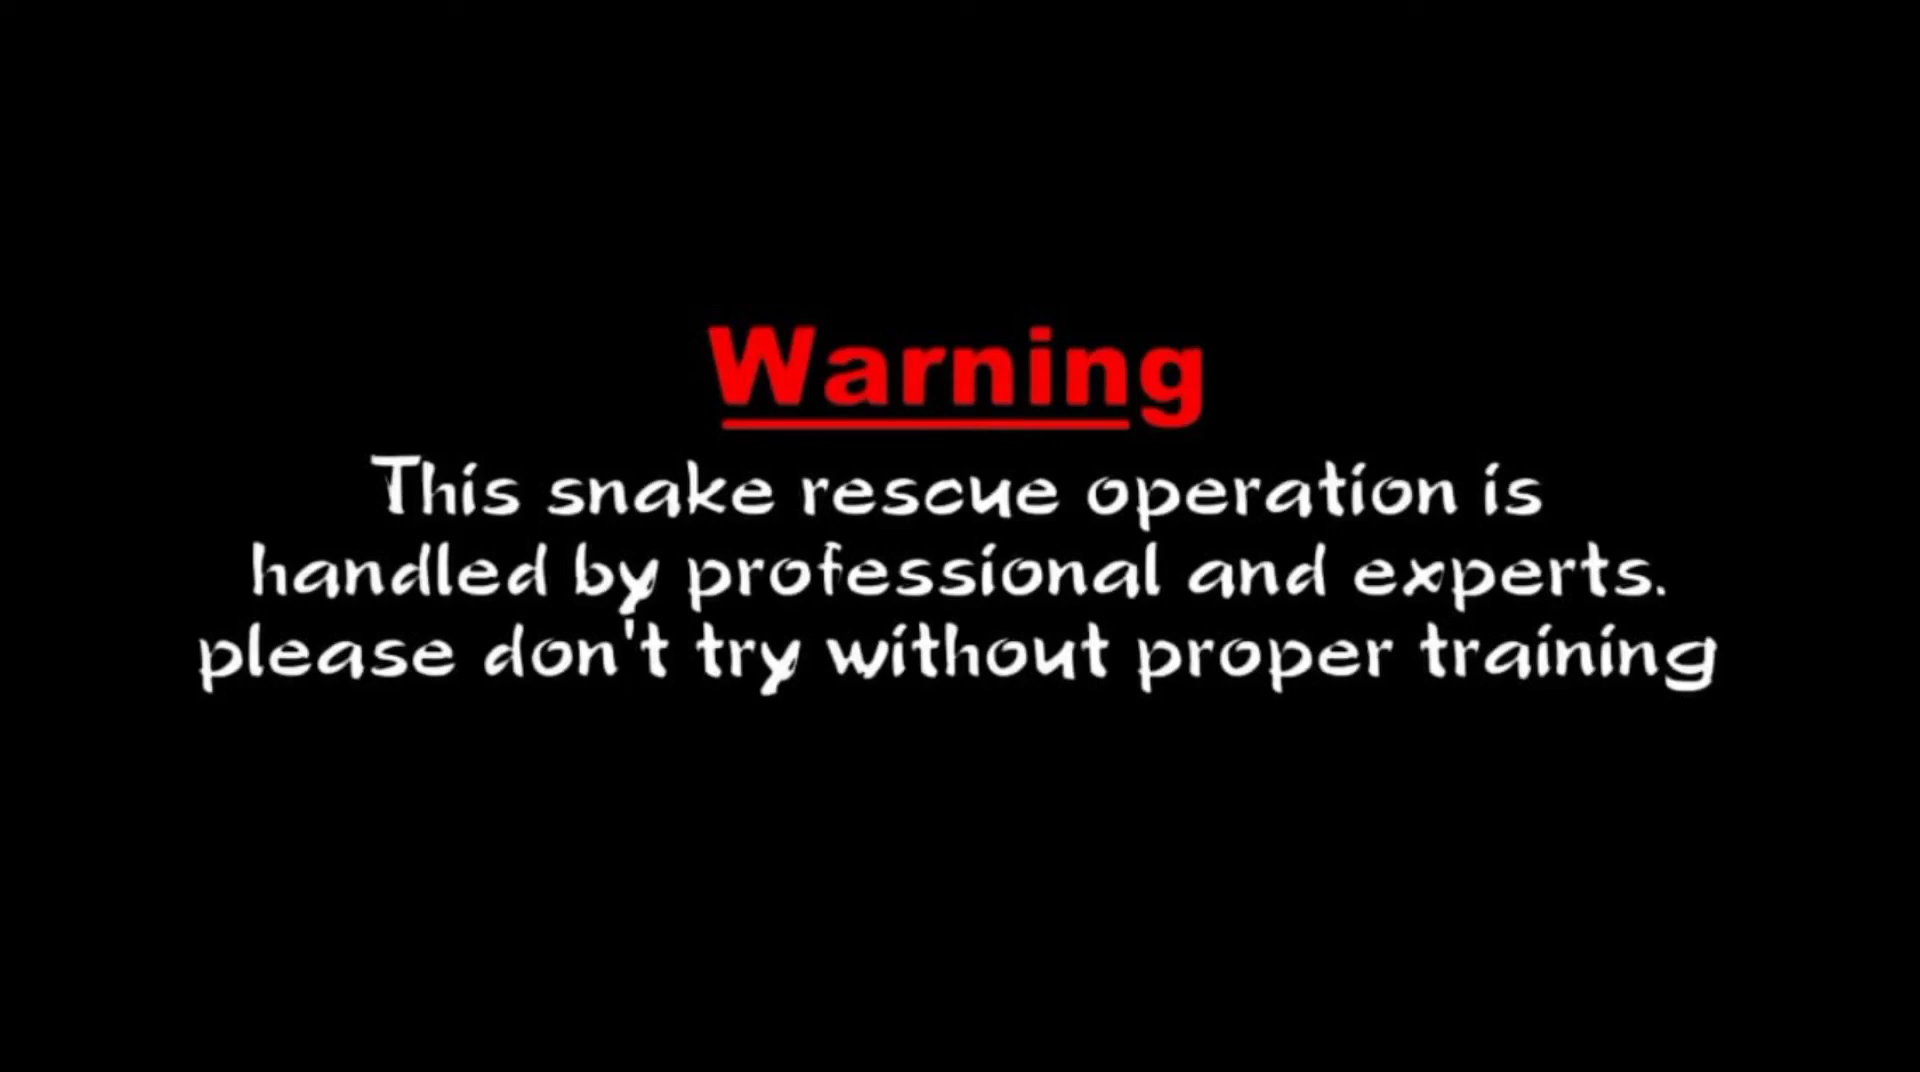 Warning
This snake rescue operation is
handled by professional and experts.
please don't try without proper training